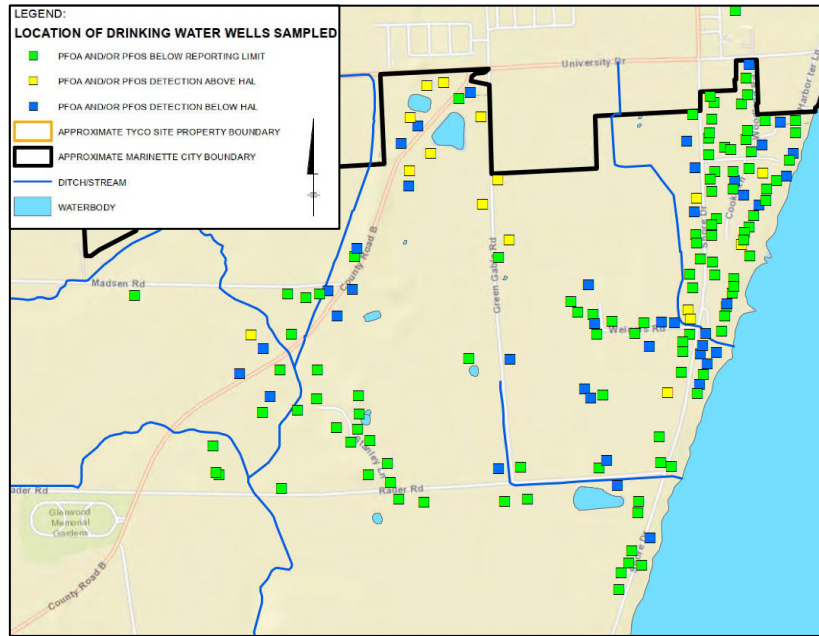 LEGEND:
LOCATION OF DRINKING WATER WELLS SAMPLED
PFOA AND/OR PFOS BELOW REPORTING LIMIT
PFOA AND/OR PFOS DETECTION ABOVE HAL
PFOA AND/OR PFOS DETECTION BELOW HAL
APPROXIMATE TYCO SITE PROPERTY BOUNDARY
APPROXIMATE MARINETTE CITY BOUNDARY
DITCH/STREAM
WATERBODY
University Dr
County Road B
Madsen Rd
Green Gable Rd
Shore Dr
Rader Rd
ader Rd
Glenwood
Memorial
Gardens
County Road B